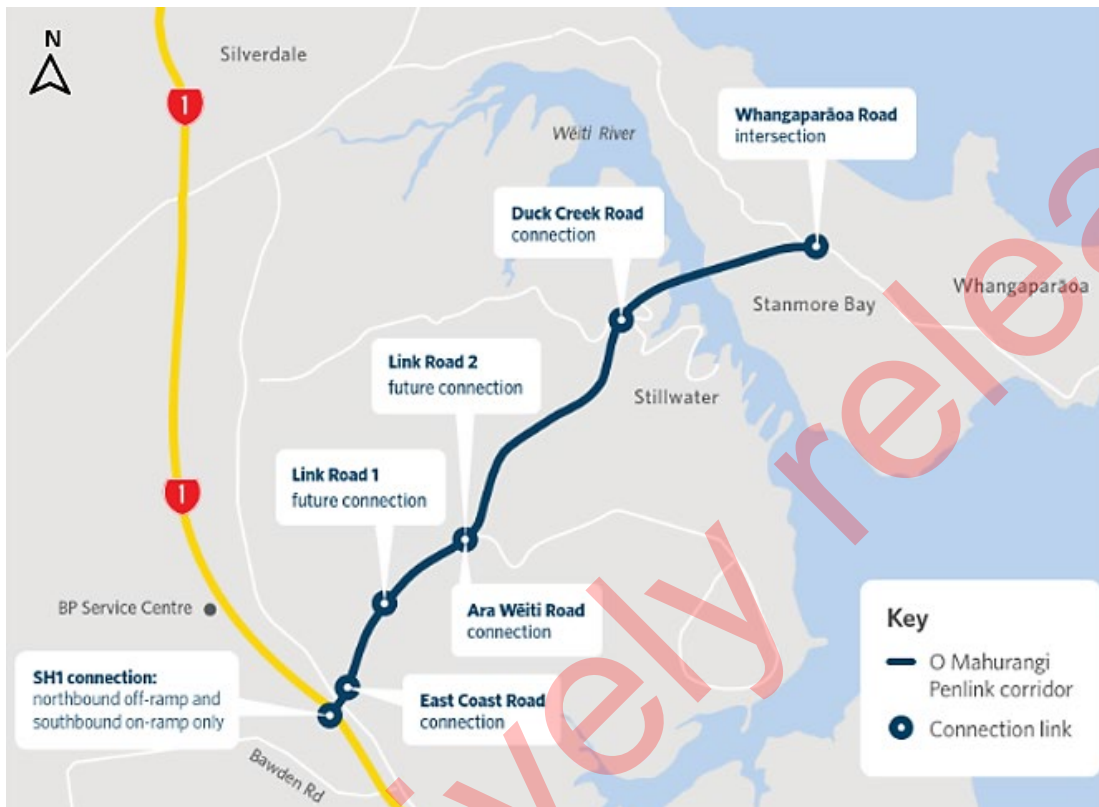 N
Silverdale
1
Whangaparāoa Road
intersection
Wēiti River
Duck Creek Road
connection
Whangaparāoa
Stanmore Bay
Link Road 2
future connection
Stillwater
Link Road 1
future connection
1
BP Service Centre
Ara Wēiti Road
connection
Key
O Mahurangi
Penlink corridor
Connection link
SH1 connection:
northbound off-ramp and
southbound on-ramp only
East Coast Road
connection
Bawden Rd
ively relea